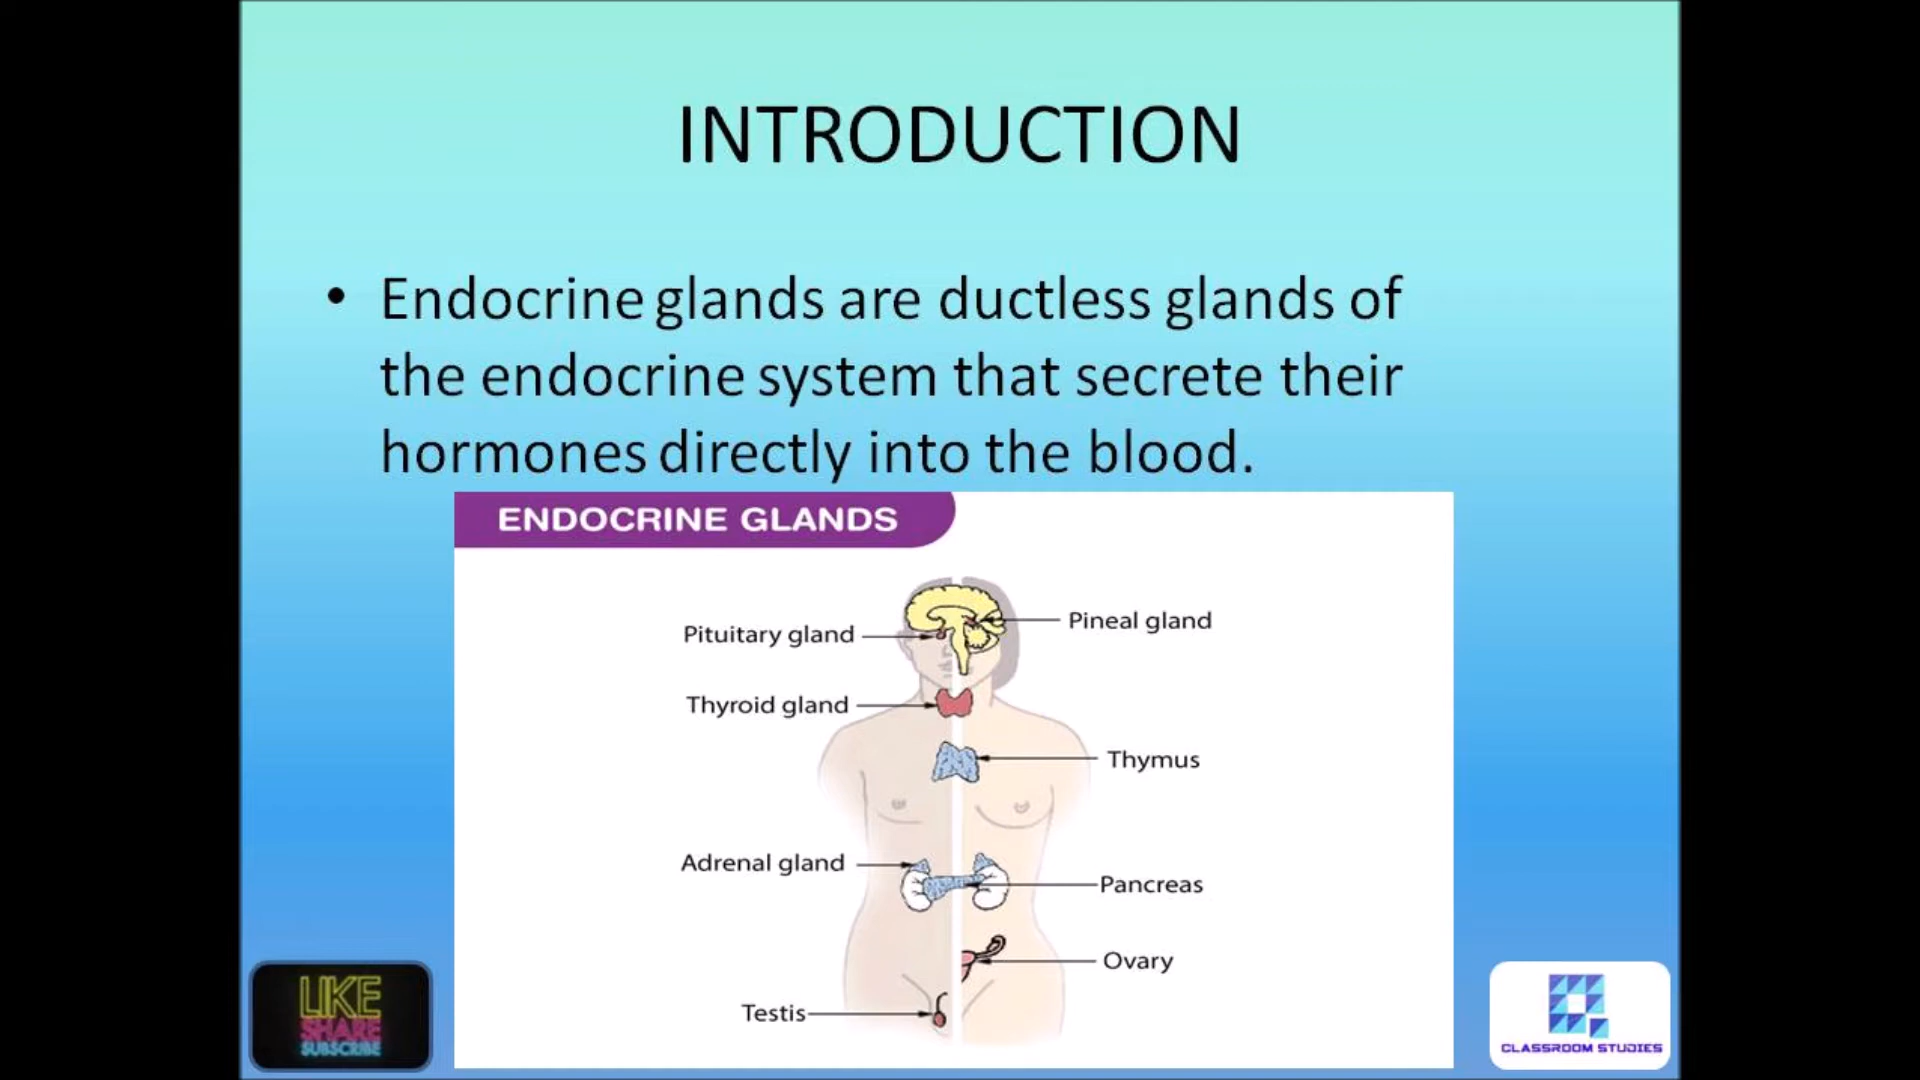 INTRODUCTION
• Endocrine glands are ductless glands of
the endocrine system that secrete their
hormones directly into the blood.
ENDOCRINE GLANDS
Pituitary gland
Pineal gland
Thyroid gland
Thymus
Adrenal gland
Pancreas
Ovary
Testis
LIKE
SHARE
SUBSCRIBE
CLASSROOM STUDIES